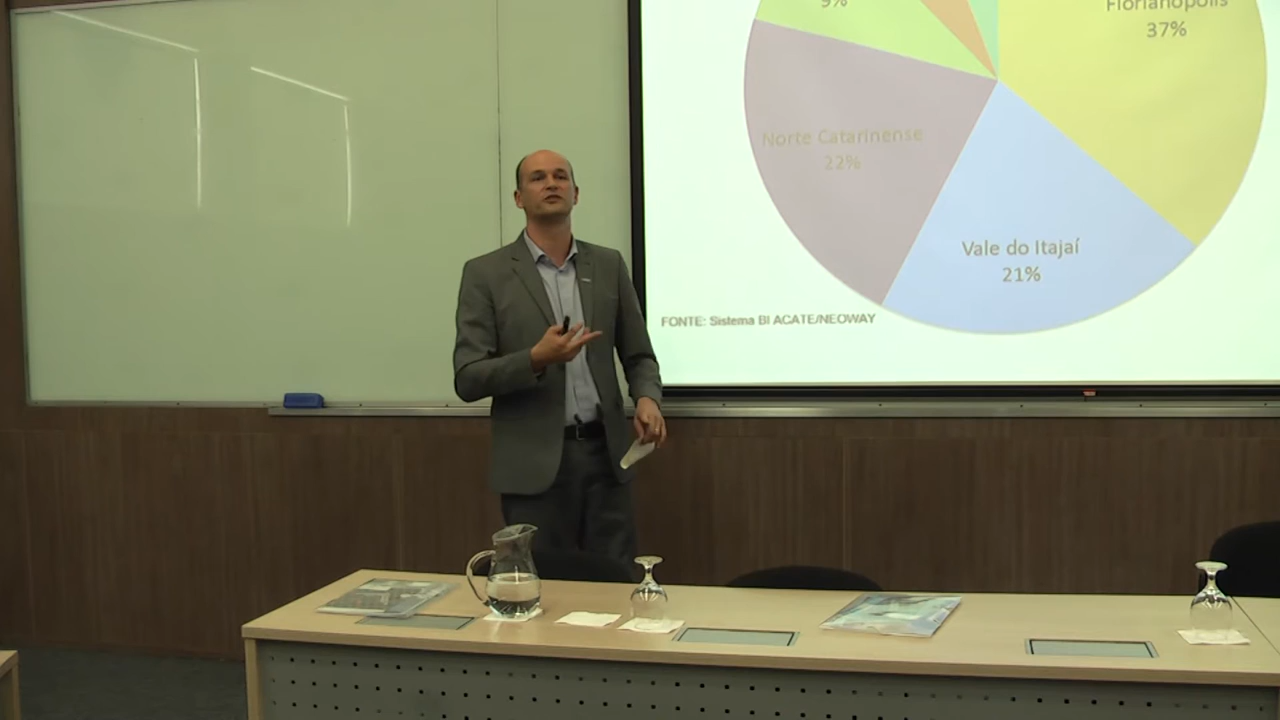 9%
Florianópolis
37%
Norte Catarinense
22%
Vale do Itajaí
21%
FONTE: Sistema BI ACATE/NEOWAY